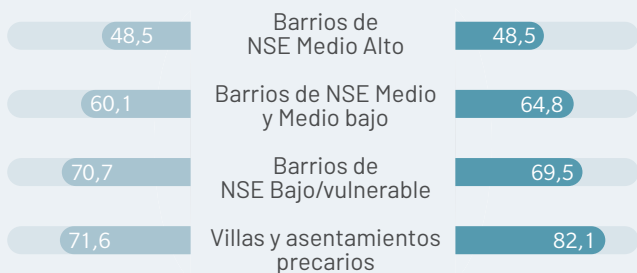 48,5
Barrios de
NSE Medio Alto
48,5
60,1
Barrios de NSE Medio
y Medio bajo
64,8
70,7
Barrios de
NSE Bajo/vulnerable
69,5
71,6
Villas y asentamientos
precarios
82,1